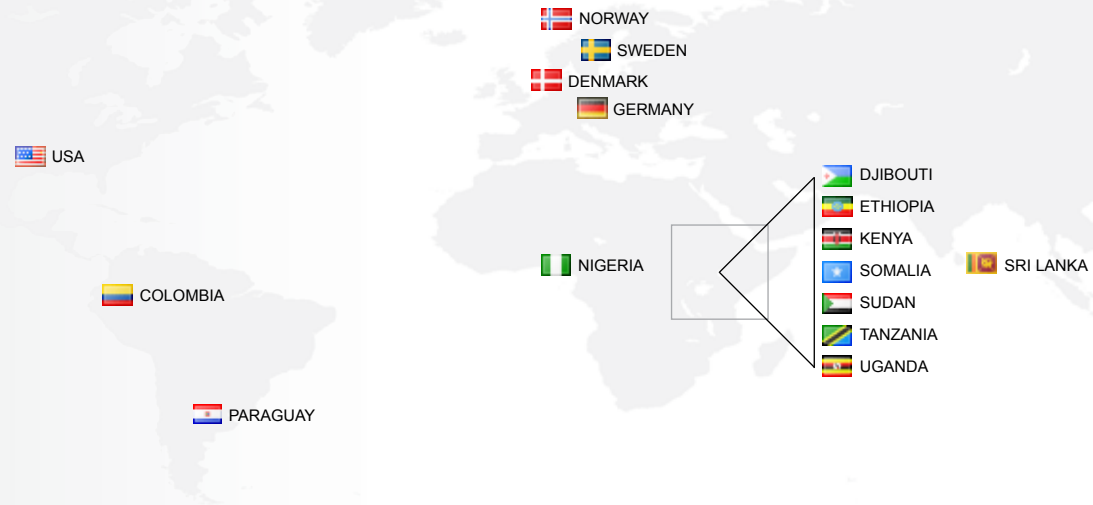 NORWAY
SWEDEN
DENMARK
GERMANY
USA
DJIBOUTI
ETHIOPIA
KENYA
NIGERIA
SOMALIA
SRI LANKA
COLOMBIA
SUDAN
TANZANIA
UGANDA
PARAGUAY